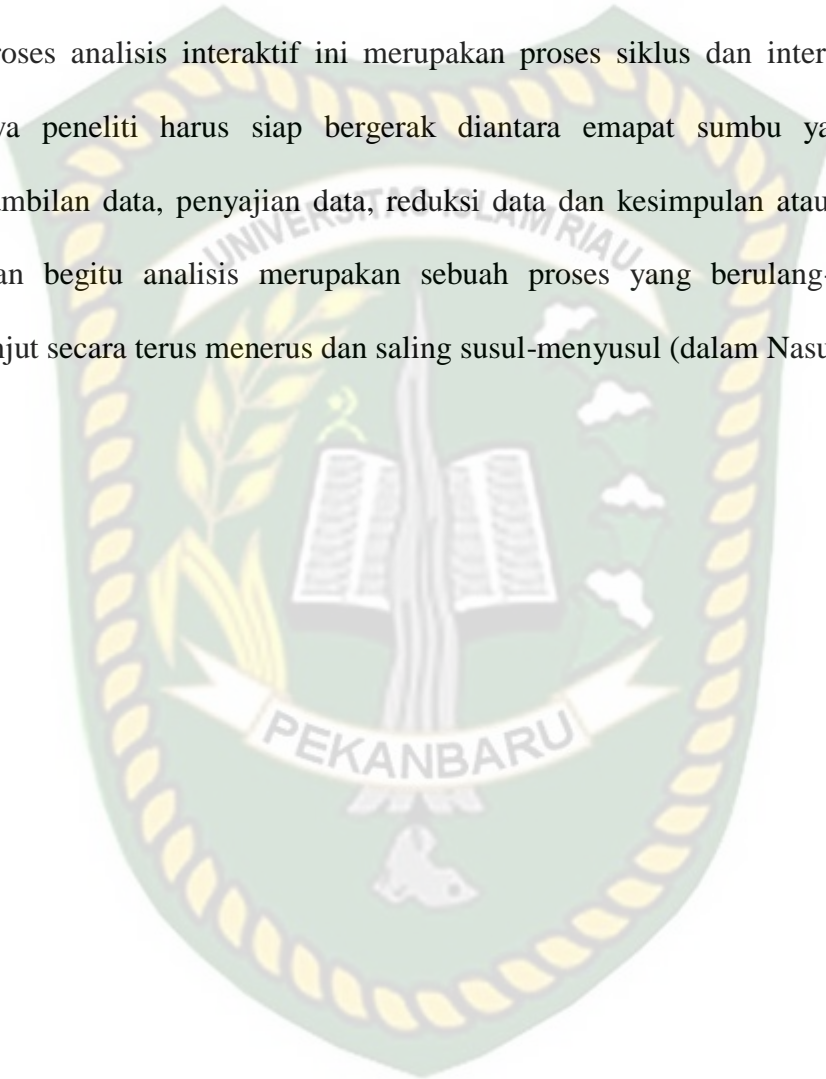 roses analisis interaktif ini merupakan proses siklus dan inter
ya peneliti harus siap bergerak diantara emapat sumbu ya
ambilan data, penyajian data, reduksi data dan kesimpulan atau
an begitu analisis merupakan sebuah proses yang berulang-
njut secara terus menerus dan saling susul-menyusul (dalam Nasu
UNIVERSITAS ISLAM RIAU
PEKANBARU